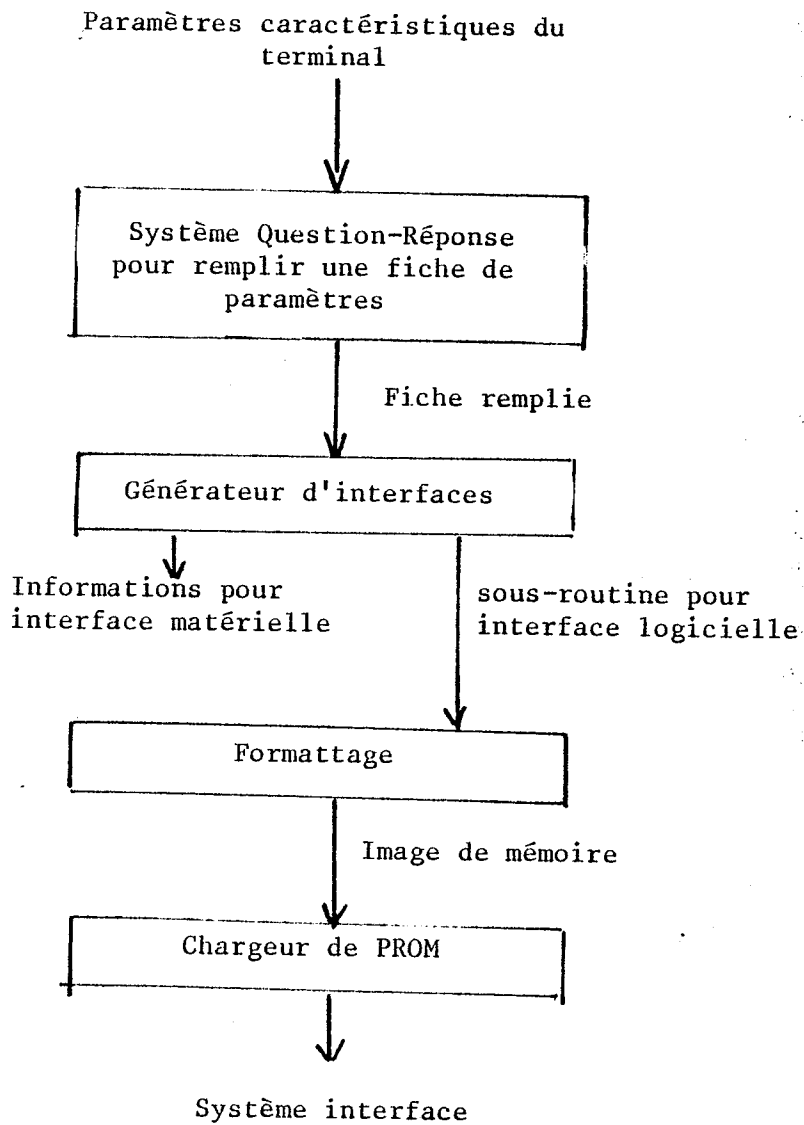 Paramètres caractéristiques du
terminal
Système Question-Réponse
pour remplir une fiche de
paramètres
Fiche remplie
Générateur d'interfaces
Informations pour
interface matérielle
sous-routine pour
interface logicielle
Formattage
Image de mémoire
Chargeur de PROM
Système interface